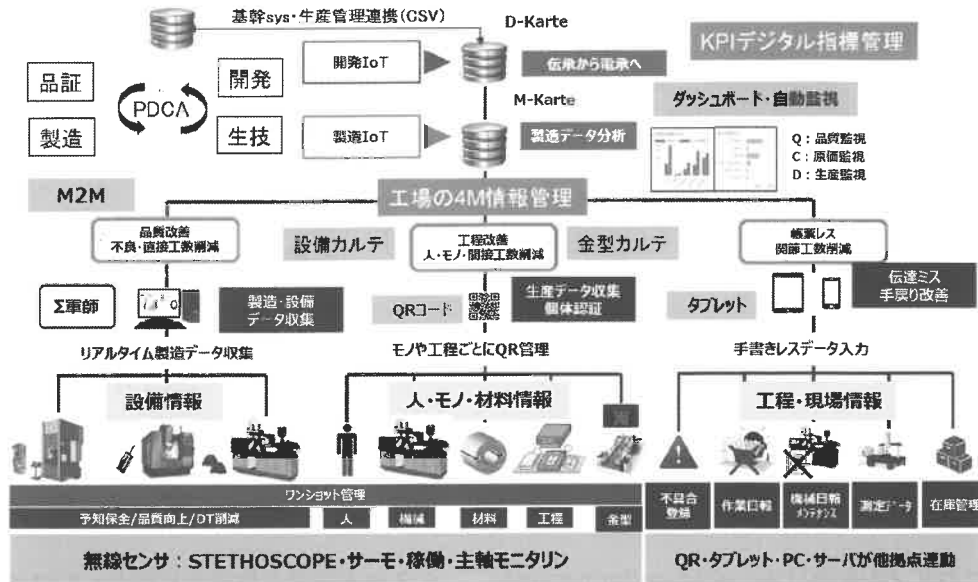 基幹sys・生産管理連携(CSV)
D-Karte
KPIデジタル指標管理
品証
開発
開発IoT
伝承から電承へ
PDCA
M-Karte
ダッシュボード・自動監視
製造
生技
製造IoT
製造データ分析
Q：品質監視
C：原価監視
D：生産監視
M2M
工場の4M情報管理
品質改善
不良・直接工数削減
設備カルテ
工程改善
人・モノ・間接工数削減
金型カルテ
帳票レス
関節工数削減
Σ軍師
製造・設備
データ収集
QRコード
生産データ収集
個体認証
タブレット
伝達ミス
手戻り改善
リアルタイム製造データ収集
モノや工程ごとにQR管理
手書きレスデータ入力
設備情報
人・モノ・材料情報
工程・現場情報
ワンショット管理
予知保全/品質向上/DT削減
人
機械
材料
工程
金型
不具合
登録
作業日報
機械日報
メンテナンス
測定データ
在庫管理
無線センサ：STETHOSCOPE・サーモ・稼働・主軸モニタリン
QR・タブレット・PC・サーバが他拠点連動